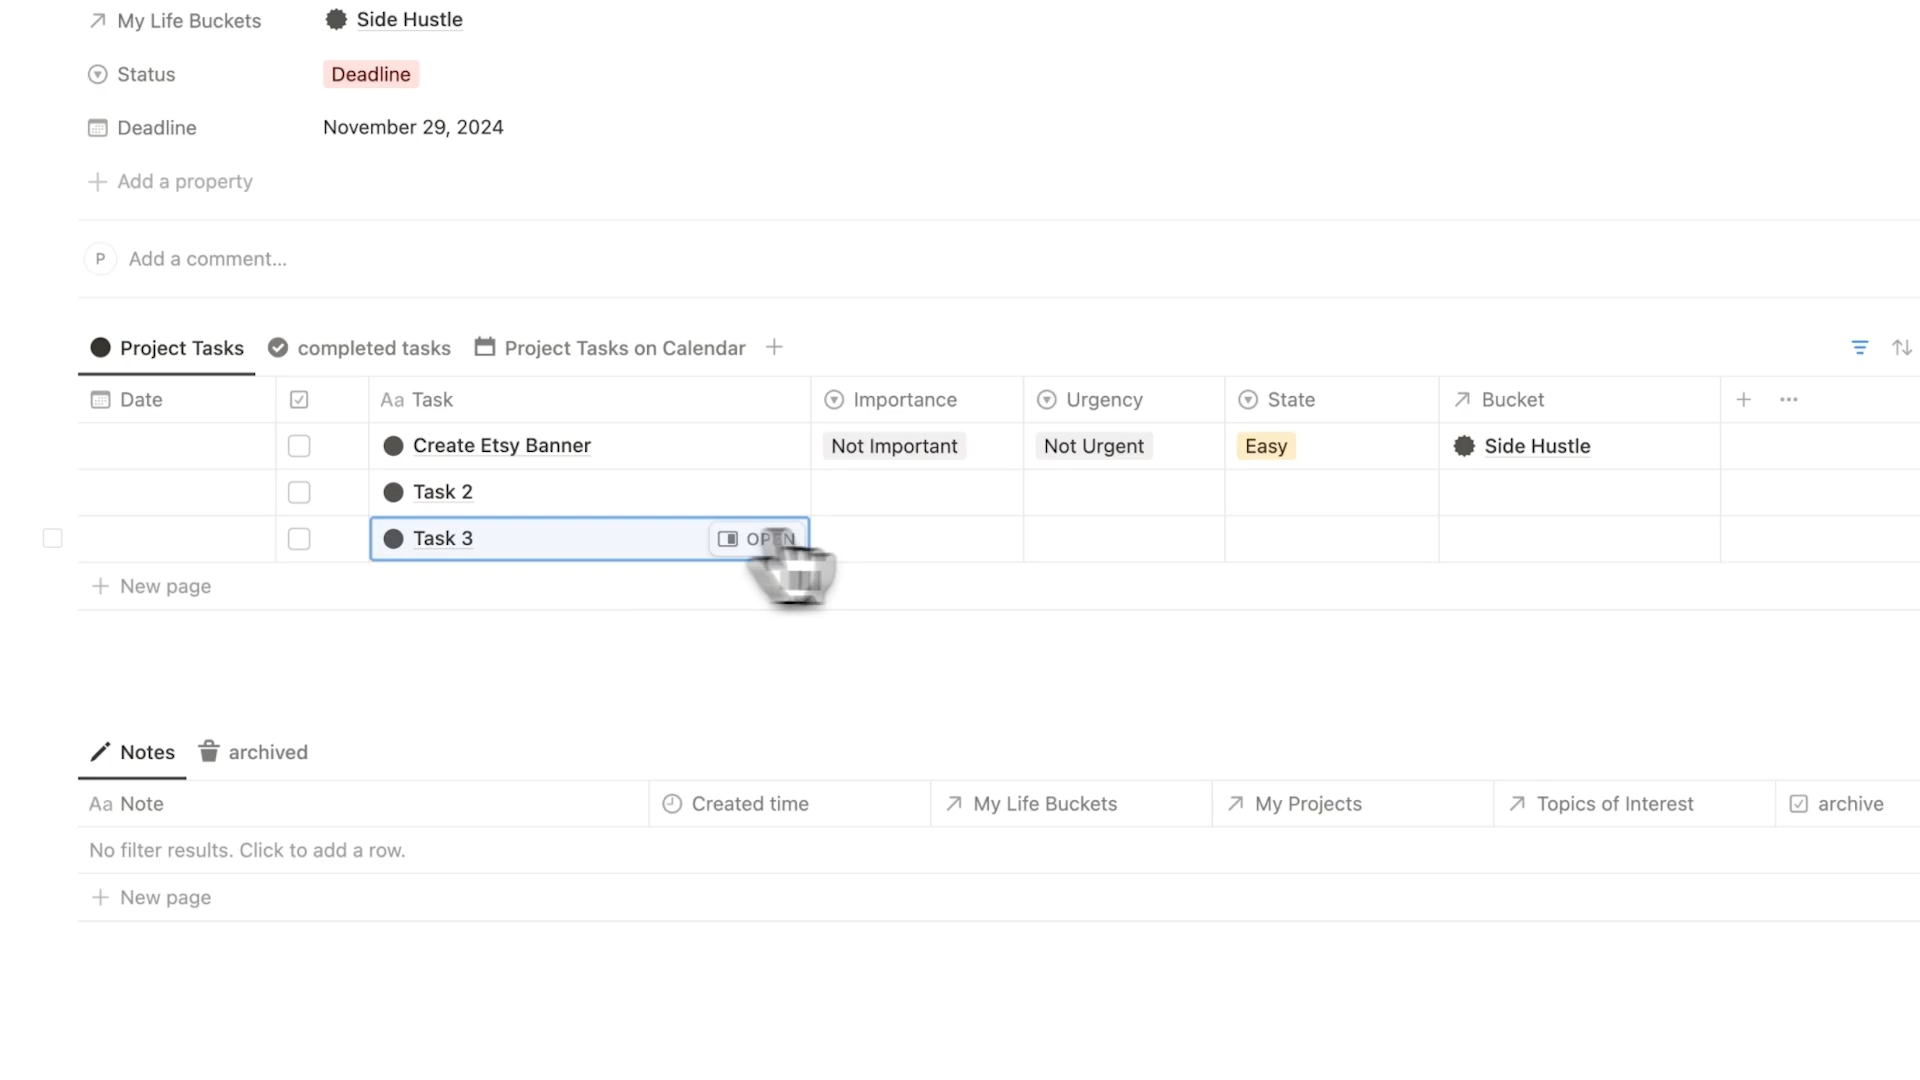 My Life Buckets Side Hustle
Status Deadline
Deadline November 29, 2024
Add a property
P Add a comment...
Project Tasks completed tasks Project Tasks on Calendar
Date Aa Task Importance Urgency State Bucket
Create Etsy Banner Not Important Not Urgent Easy Side Hustle
Task 2
Task 3 OPEN
New page
Notes archived
Aa Note Created time My Life Buckets My Projects Topics of Interest archive
No filter results. Click to add a row.
New page